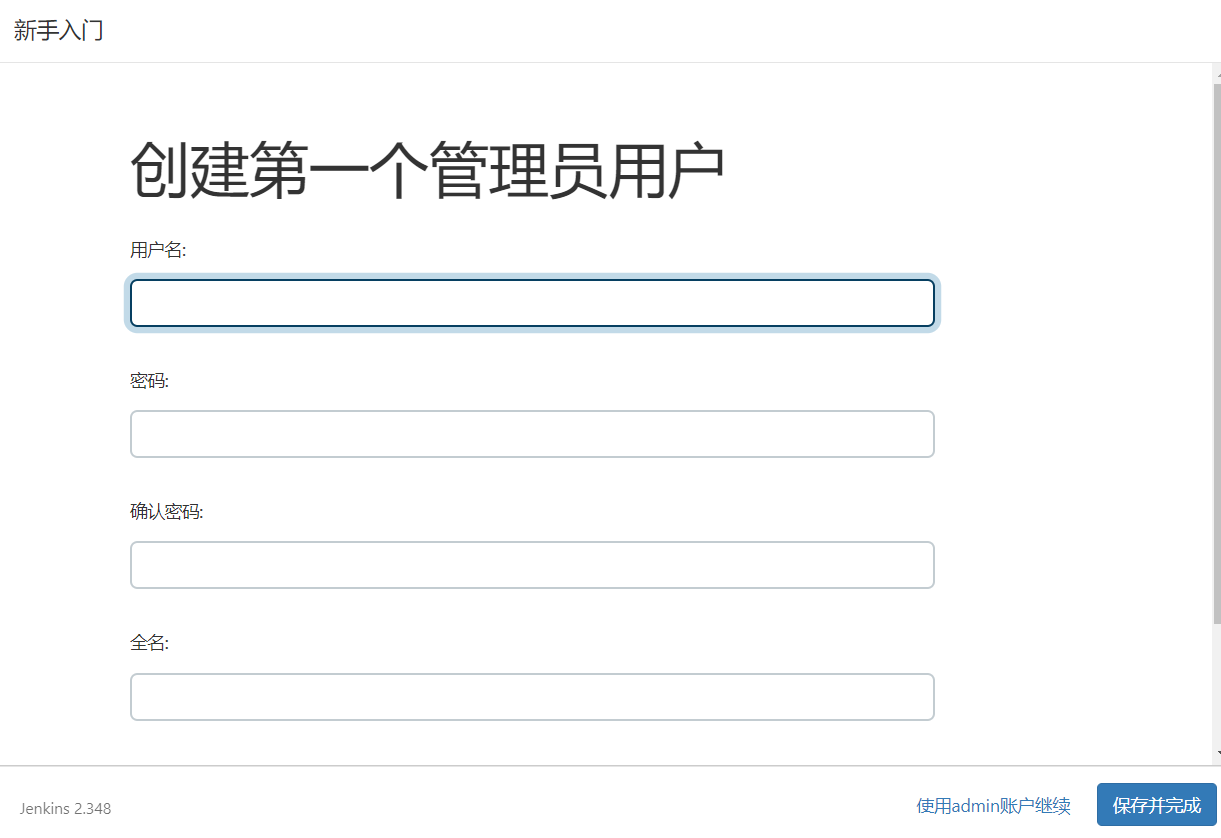 新手入门
创建第一个管理员用户
用户名:
密码:
确认密码:
全名:
Jenkins 2.348
使用admin账户继续
保存并完成